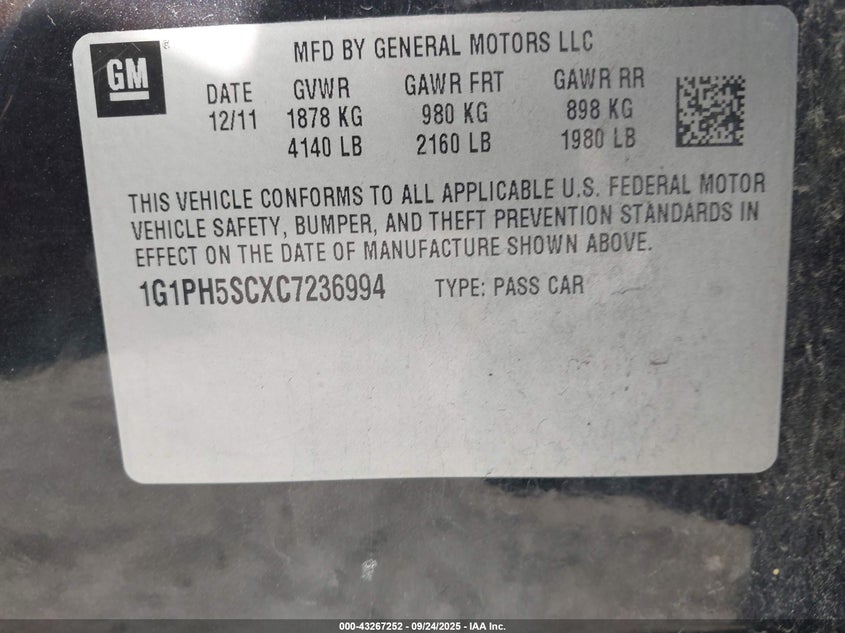 MFD BY GENERAL MOTORS LLC
GM
®
DATE GVWR GAWR FRT GAWR RR
12/11 1878 KG 980 KG 898 KG
4140 LB 2160 LB 1980 LB
THIS VEHICLE CONFORMS TO ALL APPLICABLE U.S. FEDERAL MOTOR
VEHICLE SAFETY, BUMPER, AND THEFT PREVENTION STANDARDS IN
EFFECT ON THE DATE OF MANUFACTURE SHOWN ABOVE.
1G1PH5SCXC7236994 TYPE: PASS CAR
000-43267252 - 09/24/2025 - IAA Inc.